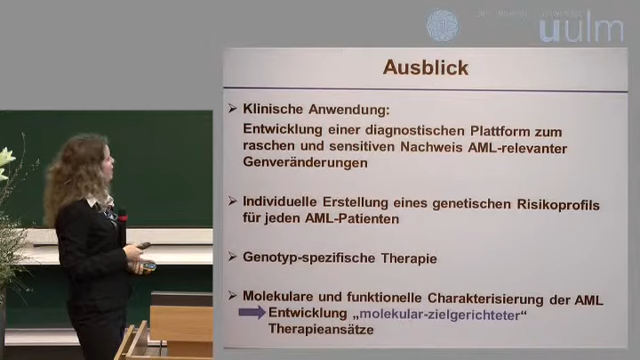 uulm
Ausblick
Klinische Anwendung:
Entwicklung einer diagnostischen Plattform zum
raschen und sensitiven Nachweis AML-relevanter
Genveränderungen
Individuelle Erstellung eines genetischen Risikoprofils
für jeden AML-Patienten
Genotyp-spezifische Therapie
Molekulare und funktionelle Charakterisierung der AML
Entwicklung „molekular-zielgerichteter“
Therapieansätze